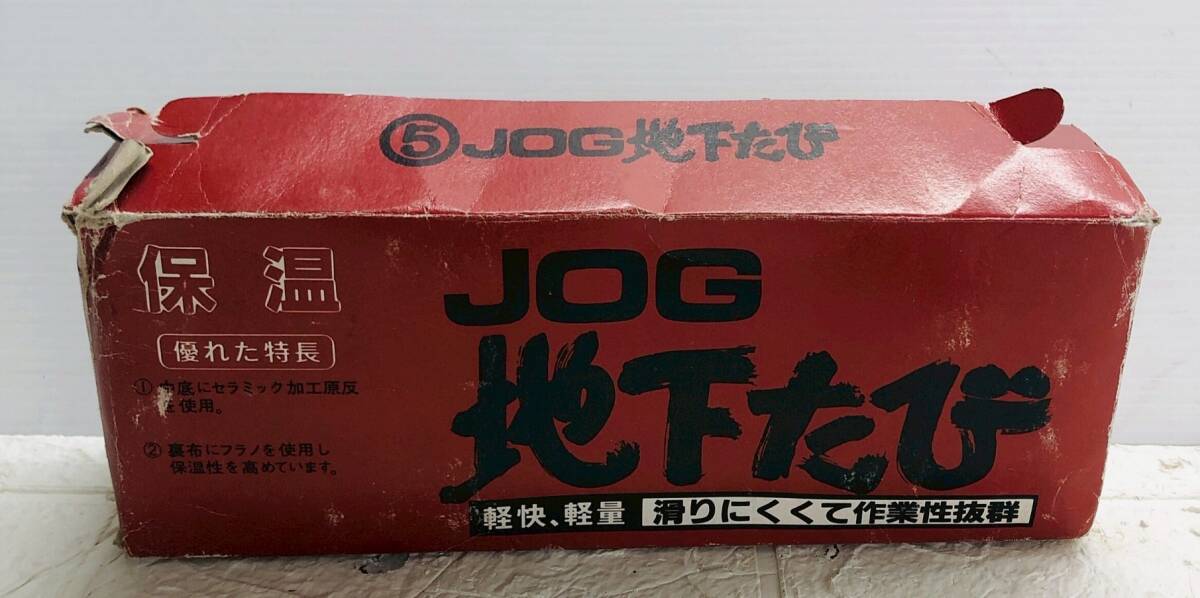 ⑤JOG地下たび
保温
優れた特長
① 中底にセラミック加工原反
を使用。
② 裏布にフラノを使用し
保温性を高めています。
JOG
地下たび
軽快、軽量 滑りにくくて作業性抜群